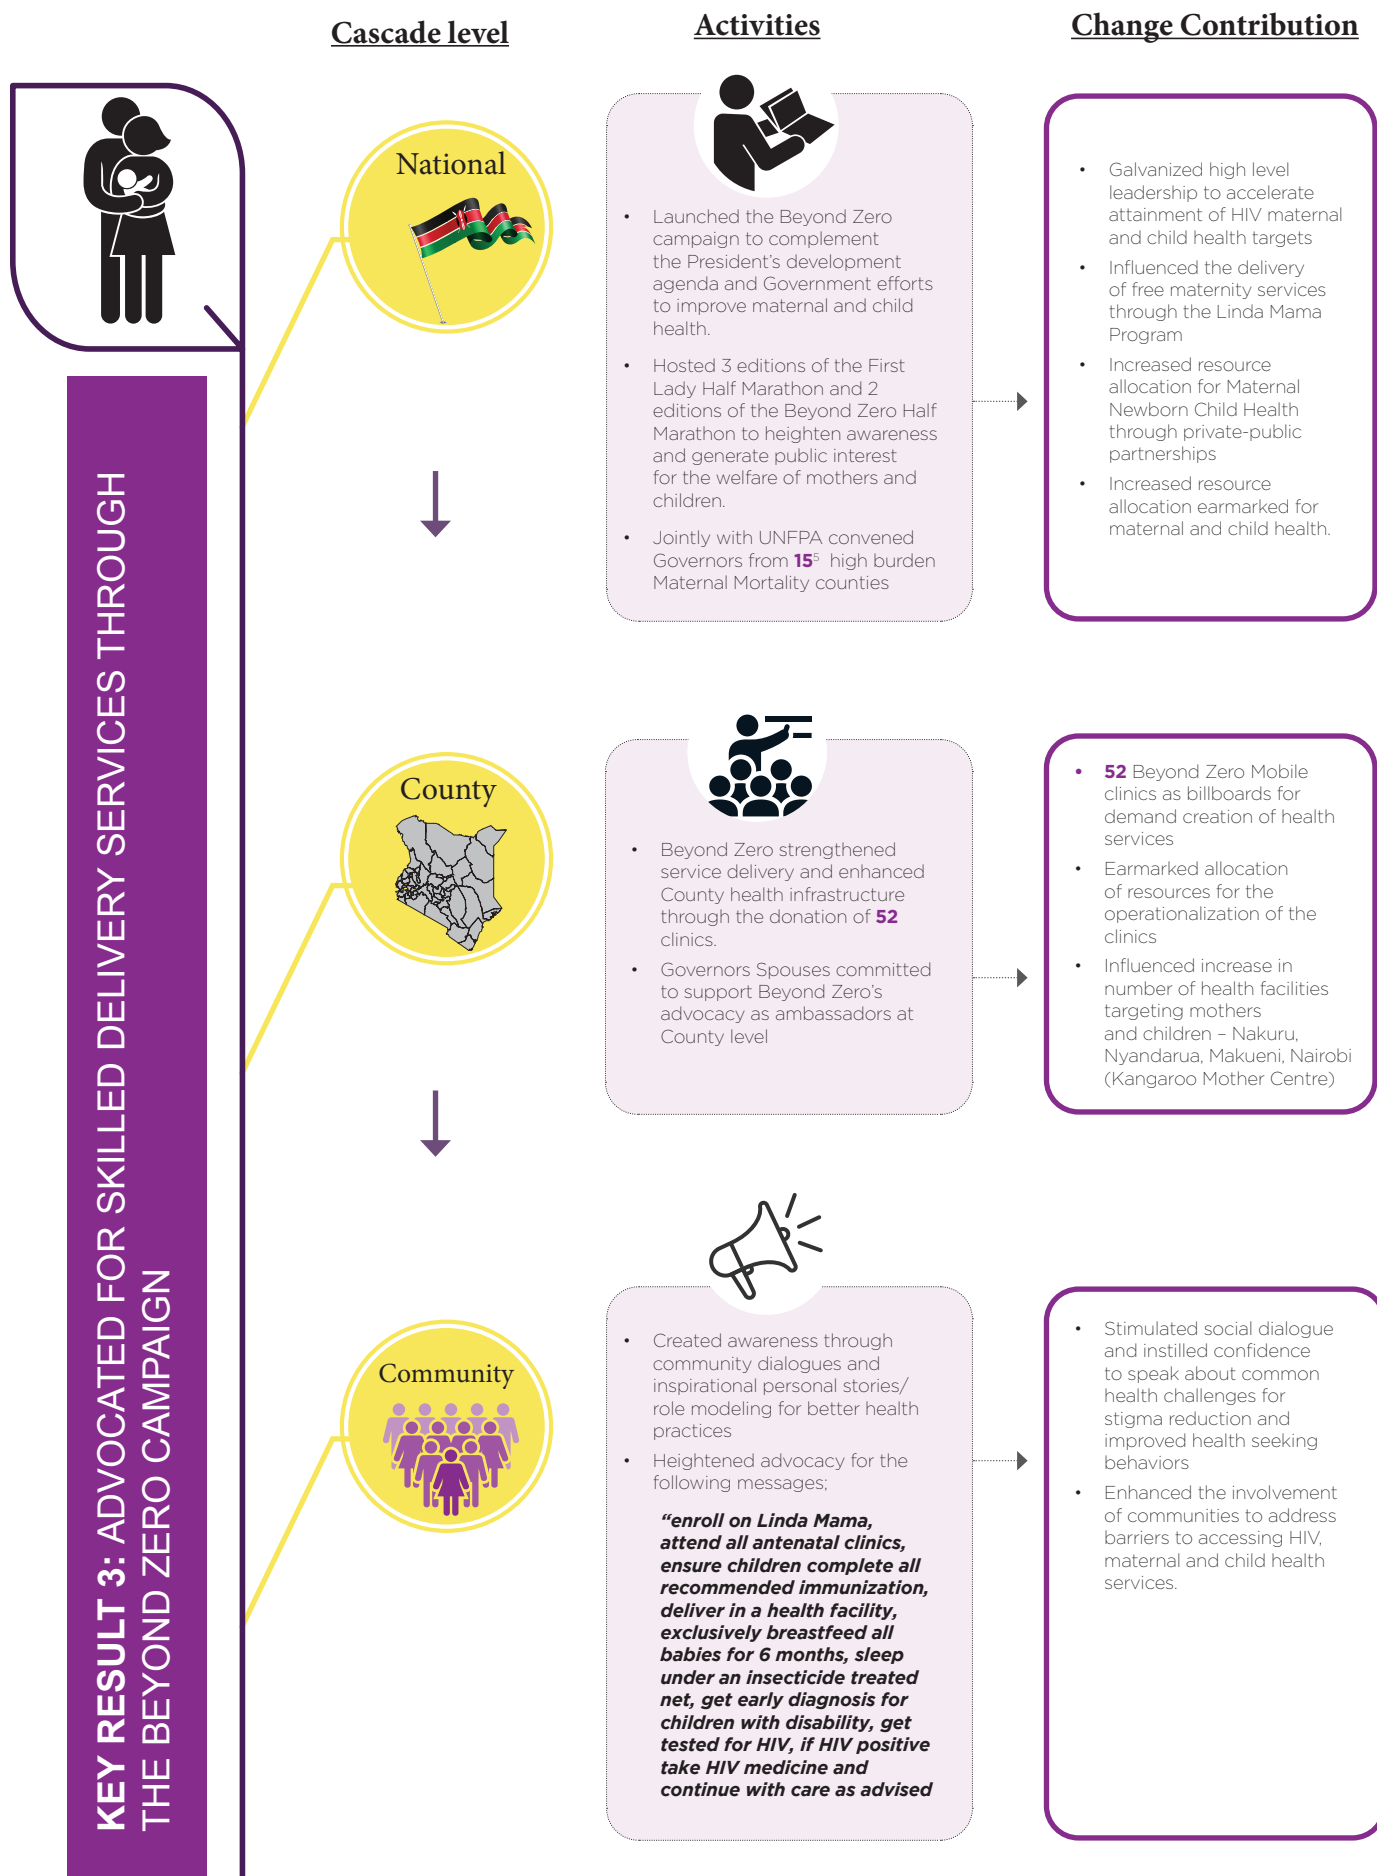 Cascade level
Activities
Change Contribution
KEY RESULT 3: ADVOCATED FOR SKILLED DELIVERY SERVICES THROUGH
THE BEYOND ZERO CAMPAIGN
National
• Launched the Beyond Zero
campaign to complement
the President’s development
agenda and Government efforts
to improve maternal and child
health.
• Hosted 3 editions of the First
Lady Half Marathon and 2
editions of the Beyond Zero Half
Marathon to heighten awareness
and generate public interest
for the welfare of mothers and
children.
• Jointly with UNFPA convened
Governors from 15⁵ high burden
Maternal Mortality counties
• Galvanized high level
leadership to accelerate
attainment of HIV maternal
and child health targets
• Influenced the delivery
of free maternity services
through the Linda Mama
Program
• Increased resource
allocation for Maternal
Newborn Child Health
through private-public
partnerships
• Increased resource
allocation earmarked for
maternal and child health.
County
• Beyond Zero strengthened
service delivery and enhanced
County health infrastructure
through the donation of 52
clinics.
• Governors Spouses committed
to support Beyond Zero’s
advocacy as ambassadors at
County level
• 52 Beyond Zero Mobile
clinics as billboards for
demand creation of health
services
• Earmarked allocation
of resources for the
operationalization of the
clinics
• Influenced increase in
number of health facilities
targeting mothers
and children – Nakuru,
Nyandarua, Makueni, Nairobi
(Kangaroo Mother Centre)
Community
• Created awareness through
community dialogues and
inspirational personal stories/
role modeling for better health
practices
• Heightened advocacy for the
following messages;
“enroll on Linda Mama,
attend all antenatal clinics,
ensure children complete all
recommended immunization,
deliver in a health facility,
exclusively breastfeed all
babies for 6 months, sleep
under an insecticide treated
net, get early diagnosis for
children with disability, get
tested for HIV, if HIV positive
take HIV medicine and
continue with care as advised
• Stimulated social dialogue
and instilled confidence
to speak about common
health challenges for
stigma reduction and
improved health seeking
behaviors
• Enhanced the involvement
of communities to address
barriers to accessing HIV,
maternal and child health
services.